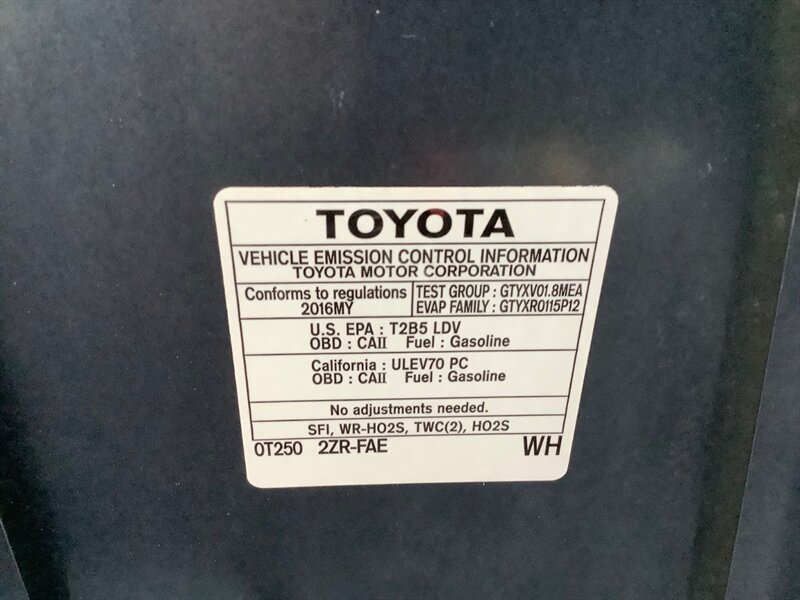 TOYOTA
VEHICLE EMISSION CONTROL INFORMATION
TOYOTA MOTOR CORPORATION
Conforms to regulations
2016MY
TEST GROUP : GTYXV01.8MEA
EVAP FAMILY : GTYXR0115P12
U.S. EPA : T2B5 LDV
OBD : CAII Fuel : Gasoline
California : ULEV70 PC
OBD : CAII Fuel : Gasoline
No adjustments needed.
SFI, WR-HO2S, TWC(2), HO2S
0T250 2ZR-FAE WH